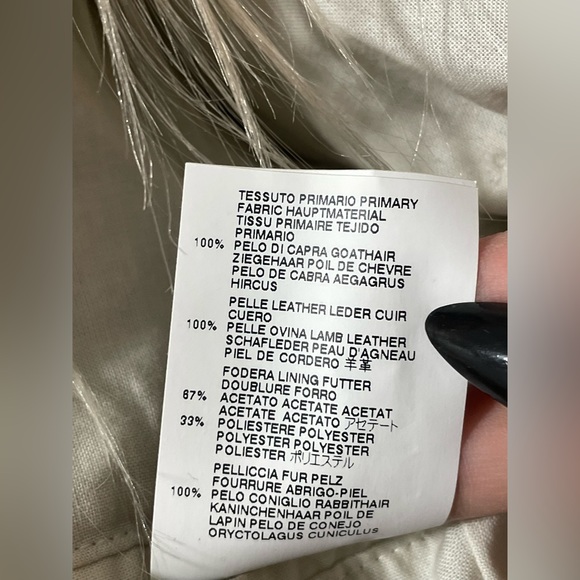 TESSUTO PRIMARIO PRIMARY
FABRIC HAUPTMATERIAL
TISSU PRIMAIRE TEJIDO
PRIMARIO
100% PELO DI CAPRA GOATHAIR
ZIEGEHAAR POIL DE CHEVRE
PELO DE CABRA AEGAGRUS
HIRCUS
PELLE LEATHER LEDER CUIR
CUERO
100% PELLE OVINA LAMB LEATHER
SCHAFLEDER PEAU D'AGNEAU
PIEL DE CORDERO 羊革
FODERA LINING FUTTER
DOUBLURE FORRO
67% ACETATO ACETATE ACETAT
ACETATE ACETATO アセテート
33% POLIESTERE POLYESTER
POLYESTER POLYESTER
POLIESTER ポリエステル
PELLICCIA FUR PELZ
FOURRURE ABRIGO-PIEL
100% PELO CONIGLIO RABBITHAIR
KANINCHENHAAR POIL DE
LAPIN PELO DE CONEJO
ORYCTOLAGUS CUNICULUS